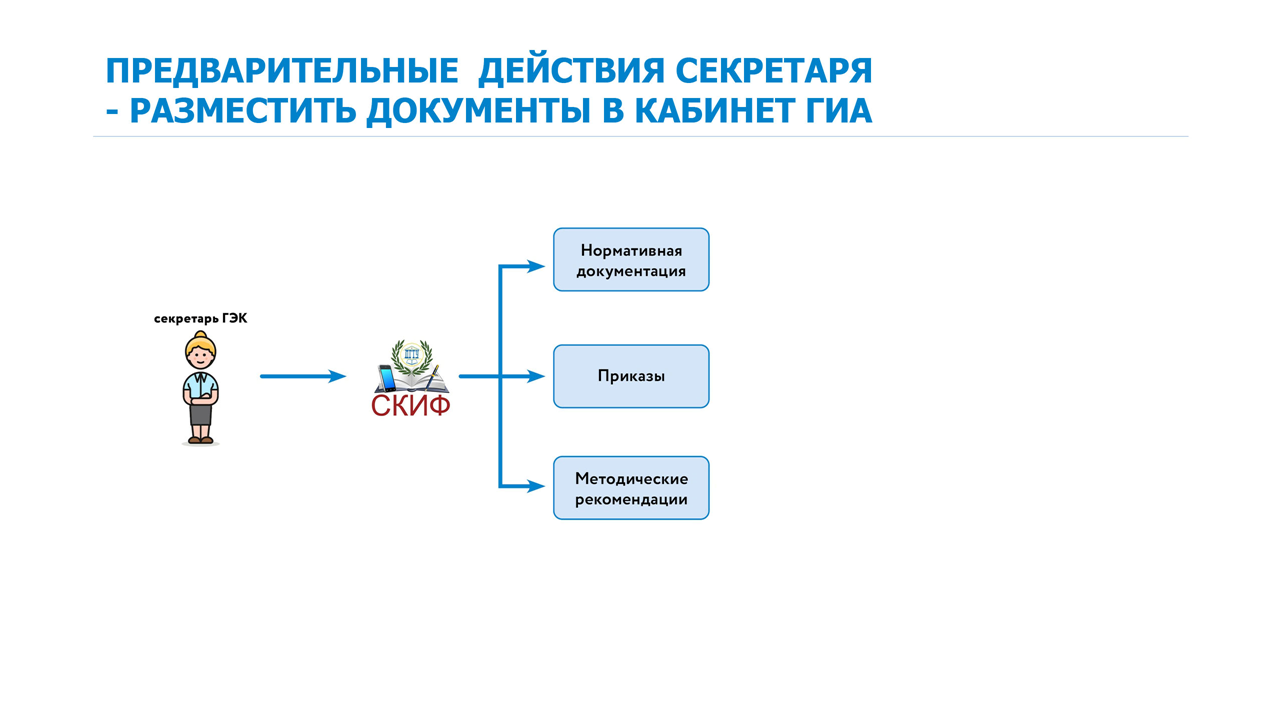 ПРЕДВАРИТЕЛЬНЫЕ ДЕЙСТВИЯ СЕКРЕТАРЯ
- РАЗМЕСТИТЬ ДОКУМЕНТЫ В КАБИНЕТ ГИА
Нормативная
документация
секретарь ГЭК
СКИФ
Приказы
Методические
рекомендации